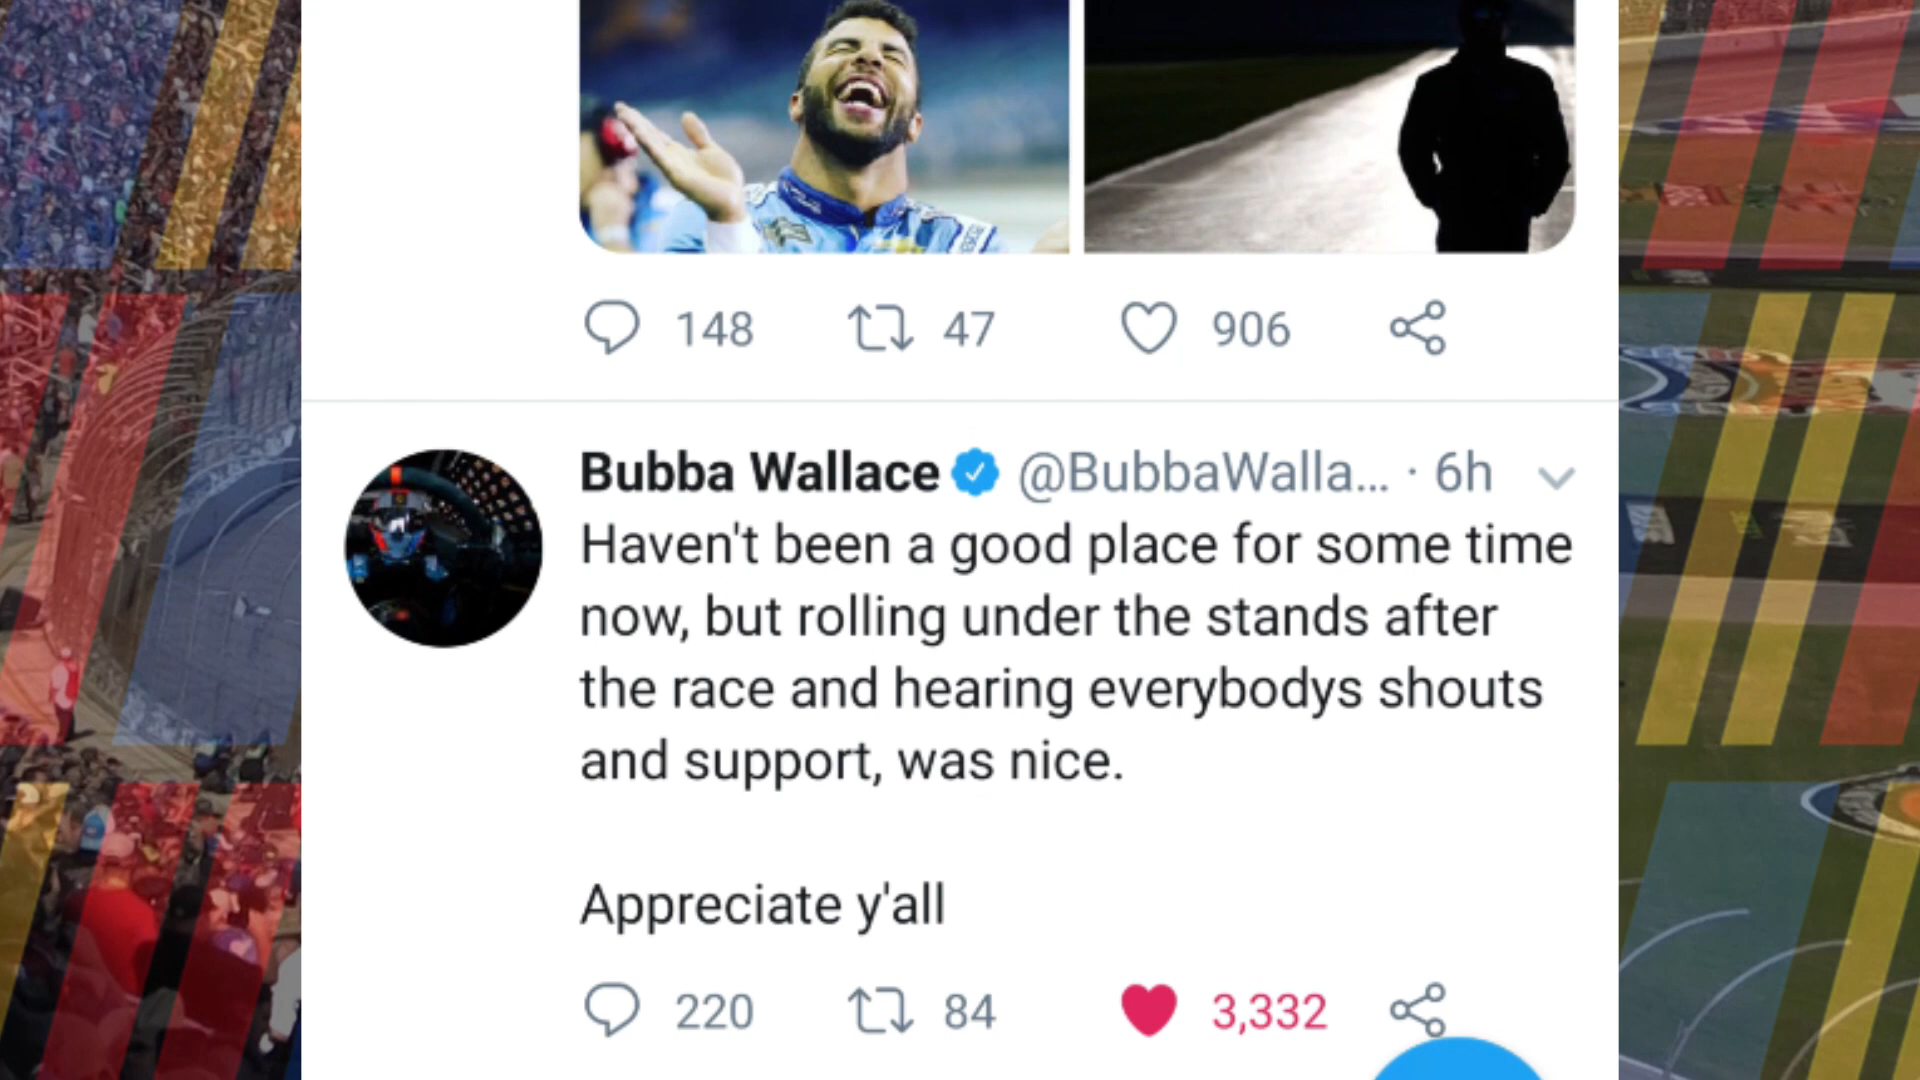 148 47 906
Bubba Wallace @BubbaWalla... · 6h
Haven't been a good place for some time
now, but rolling under the stands after
the race and hearing everybodys shouts
and support, was nice.
Appreciate y'all
220 84 3,332